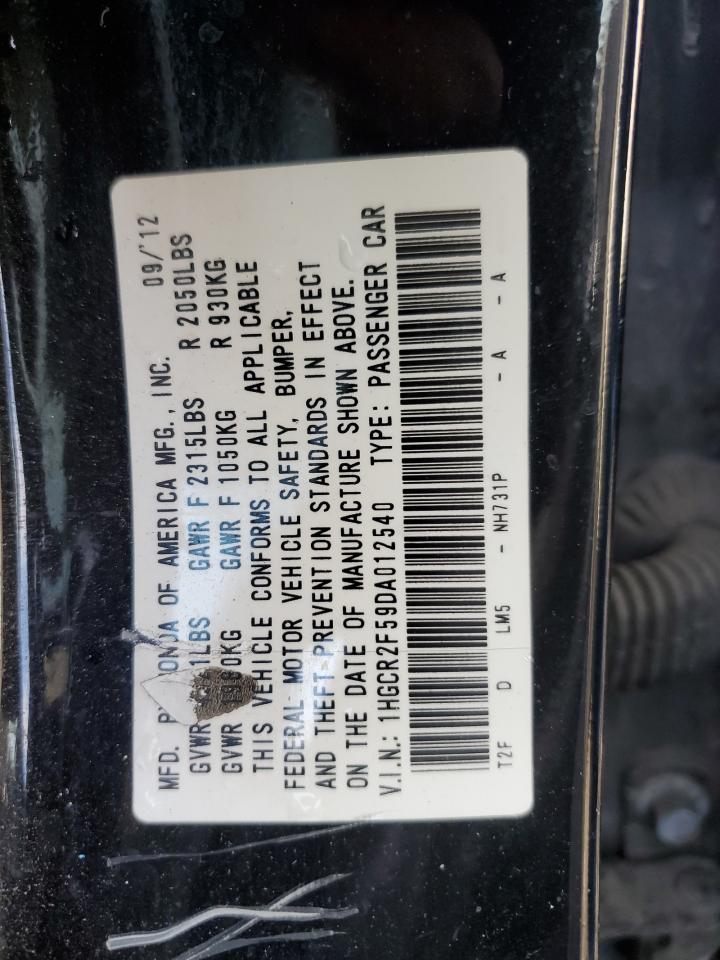 MFD. HONDA OF AMERICA MFG., INC. 09/'12
GVWR 1LBS GAWR F 2315LBS R 2050LBS
GVWR 0KG GAWR F 1050KG R 930KG
THIS VEHICLE CONFORMS TO ALL APPLICABLE
FEDERAL MOTOR VEHICLE SAFETY, BUMPER,
AND THEFT PREVENTION STANDARDS IN EFFECT
ON THE DATE OF MANUFACTURE SHOWN ABOVE.
V.I.N.: 1HGCR2F59DA012540 TYPE: PASSENGER CAR
T2F D LM5 - NH731P - A - A